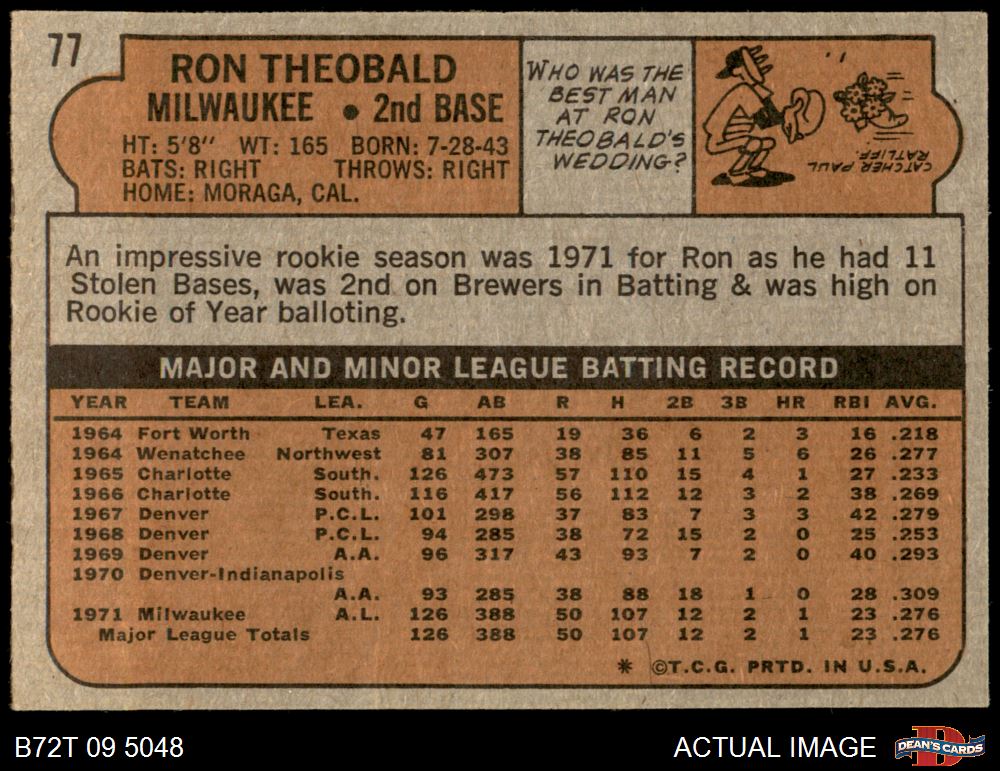 77
RON THEOBALD
MILWAUKEE • 2nd BASE
HT: 5'8" WT: 165 BORN: 7-28-43
BATS: RIGHT THROWS: RIGHT
HOME: MORAGA, CAL.
WHO WAS THE
BEST MAN
AT RON
THEOBALD'S
WEDDING?
CATCHER PAUL
RATLIFF.
An impressive rookie season was 1971 for Ron as he had 11
Stolen Bases, was 2nd on Brewers in Batting & was high on
Rookie of Year balloting.
MAJOR AND MINOR LEAGUE BATTING RECORD
YEAR TEAM LEA. G AB R H 2B 3B HR RBI AVG.
1964 Fort Worth Texas 47 165 19 36 6 2 3 16 .218
1964 Wenatchee Northwest 81 307 38 85 11 5 6 26 .277
1965 Charlotte South. 126 473 57 110 15 4 1 27 .233
1966 Charlotte South. 116 417 56 112 12 3 2 38 .269
1967 Denver P.C.L. 101 298 37 83 7 3 3 42 .279
1968 Denver P.C.L. 94 285 38 72 15 2 0 25 .253
1969 Denver A.A. 96 317 43 93 7 2 0 40 .293
1970 Denver-Indianapolis
A.A. 93 285 38 88 18 1 0 28 .309
1971 Milwaukee A.L. 126 388 50 107 12 2 1 23 .276
Major League Totals 126 388 50 107 12 2 1 23 .276
* ©T.C.G. PRTD. IN U.S.A.
B72T 09 5048
ACTUAL IMAGE
D
DEAN'S CARDS